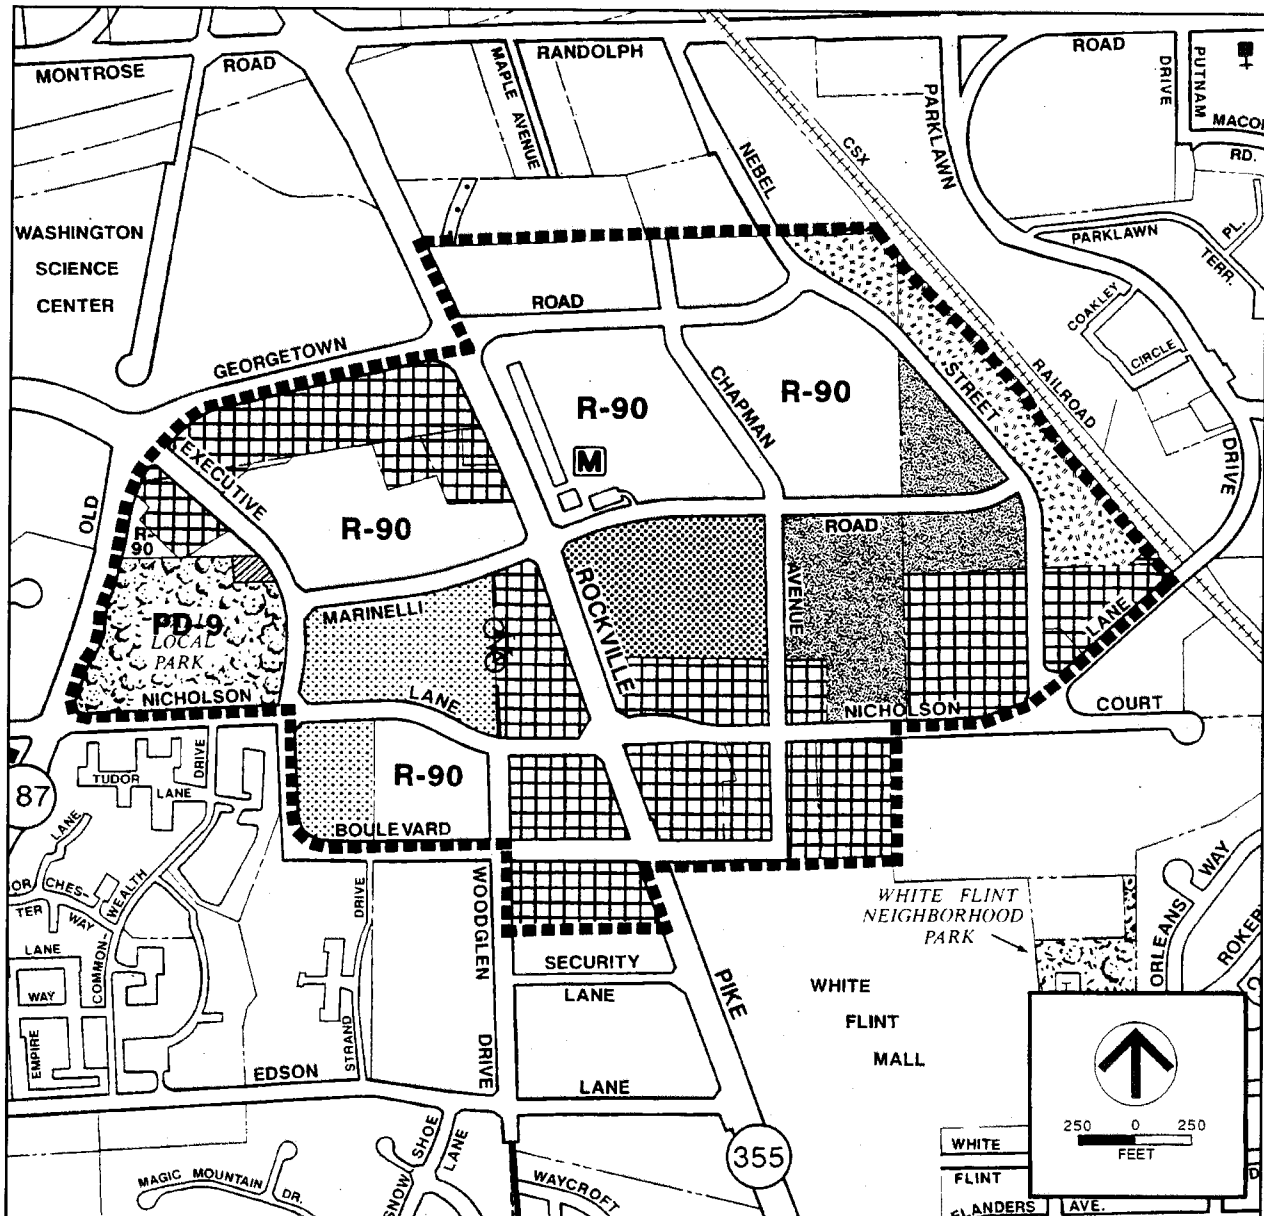 MONTROSE
ROAD
MAPLE AVENUE
RANDOLPH
ROAD
DRIVE
PUTNAM
RD.
PARKLAWN
CSX
NEBEL
WASHINGTON
SCIENCE
CENTER
PARKLAWN
TERR.
PL.
COAKLEY
CIRCLE
ROAD
GEORGETOWN
CHAPMAN
STREET
RAILROAD
DRIVE
R-90
R-90
M
EXECUTIVE
OLD
R-90
R-
90
ROAD
MARINELLI
ROCKVILLE
AVENUE
LANE
PD-9
LOCAL
PARK
NICHOLSON
LANE
NICHOLSON
COURT
87
TUDOR
LANE
DRIVE
R-90
BOULEVARD
LANE
CHES-
TER
WAY
WEALTH
COMMON-
LANE
WAY
EMPIRE
DRIVE
STRAND
WOODGLEN
DRIVE
WHITE FLINT
NEIGHBORHOOD
PARK
ORLEANS
WAY
SECURITY
LANE
PIKE
WHITE
FLINT
MALL
EDSON
LANE
250 0 250
FEET
SNOW SHOE
LANE
MAGIC MOUNTAIN
DR.
WAYCROFT
355
WHITE
FLINT
FLANDERS
AVE.